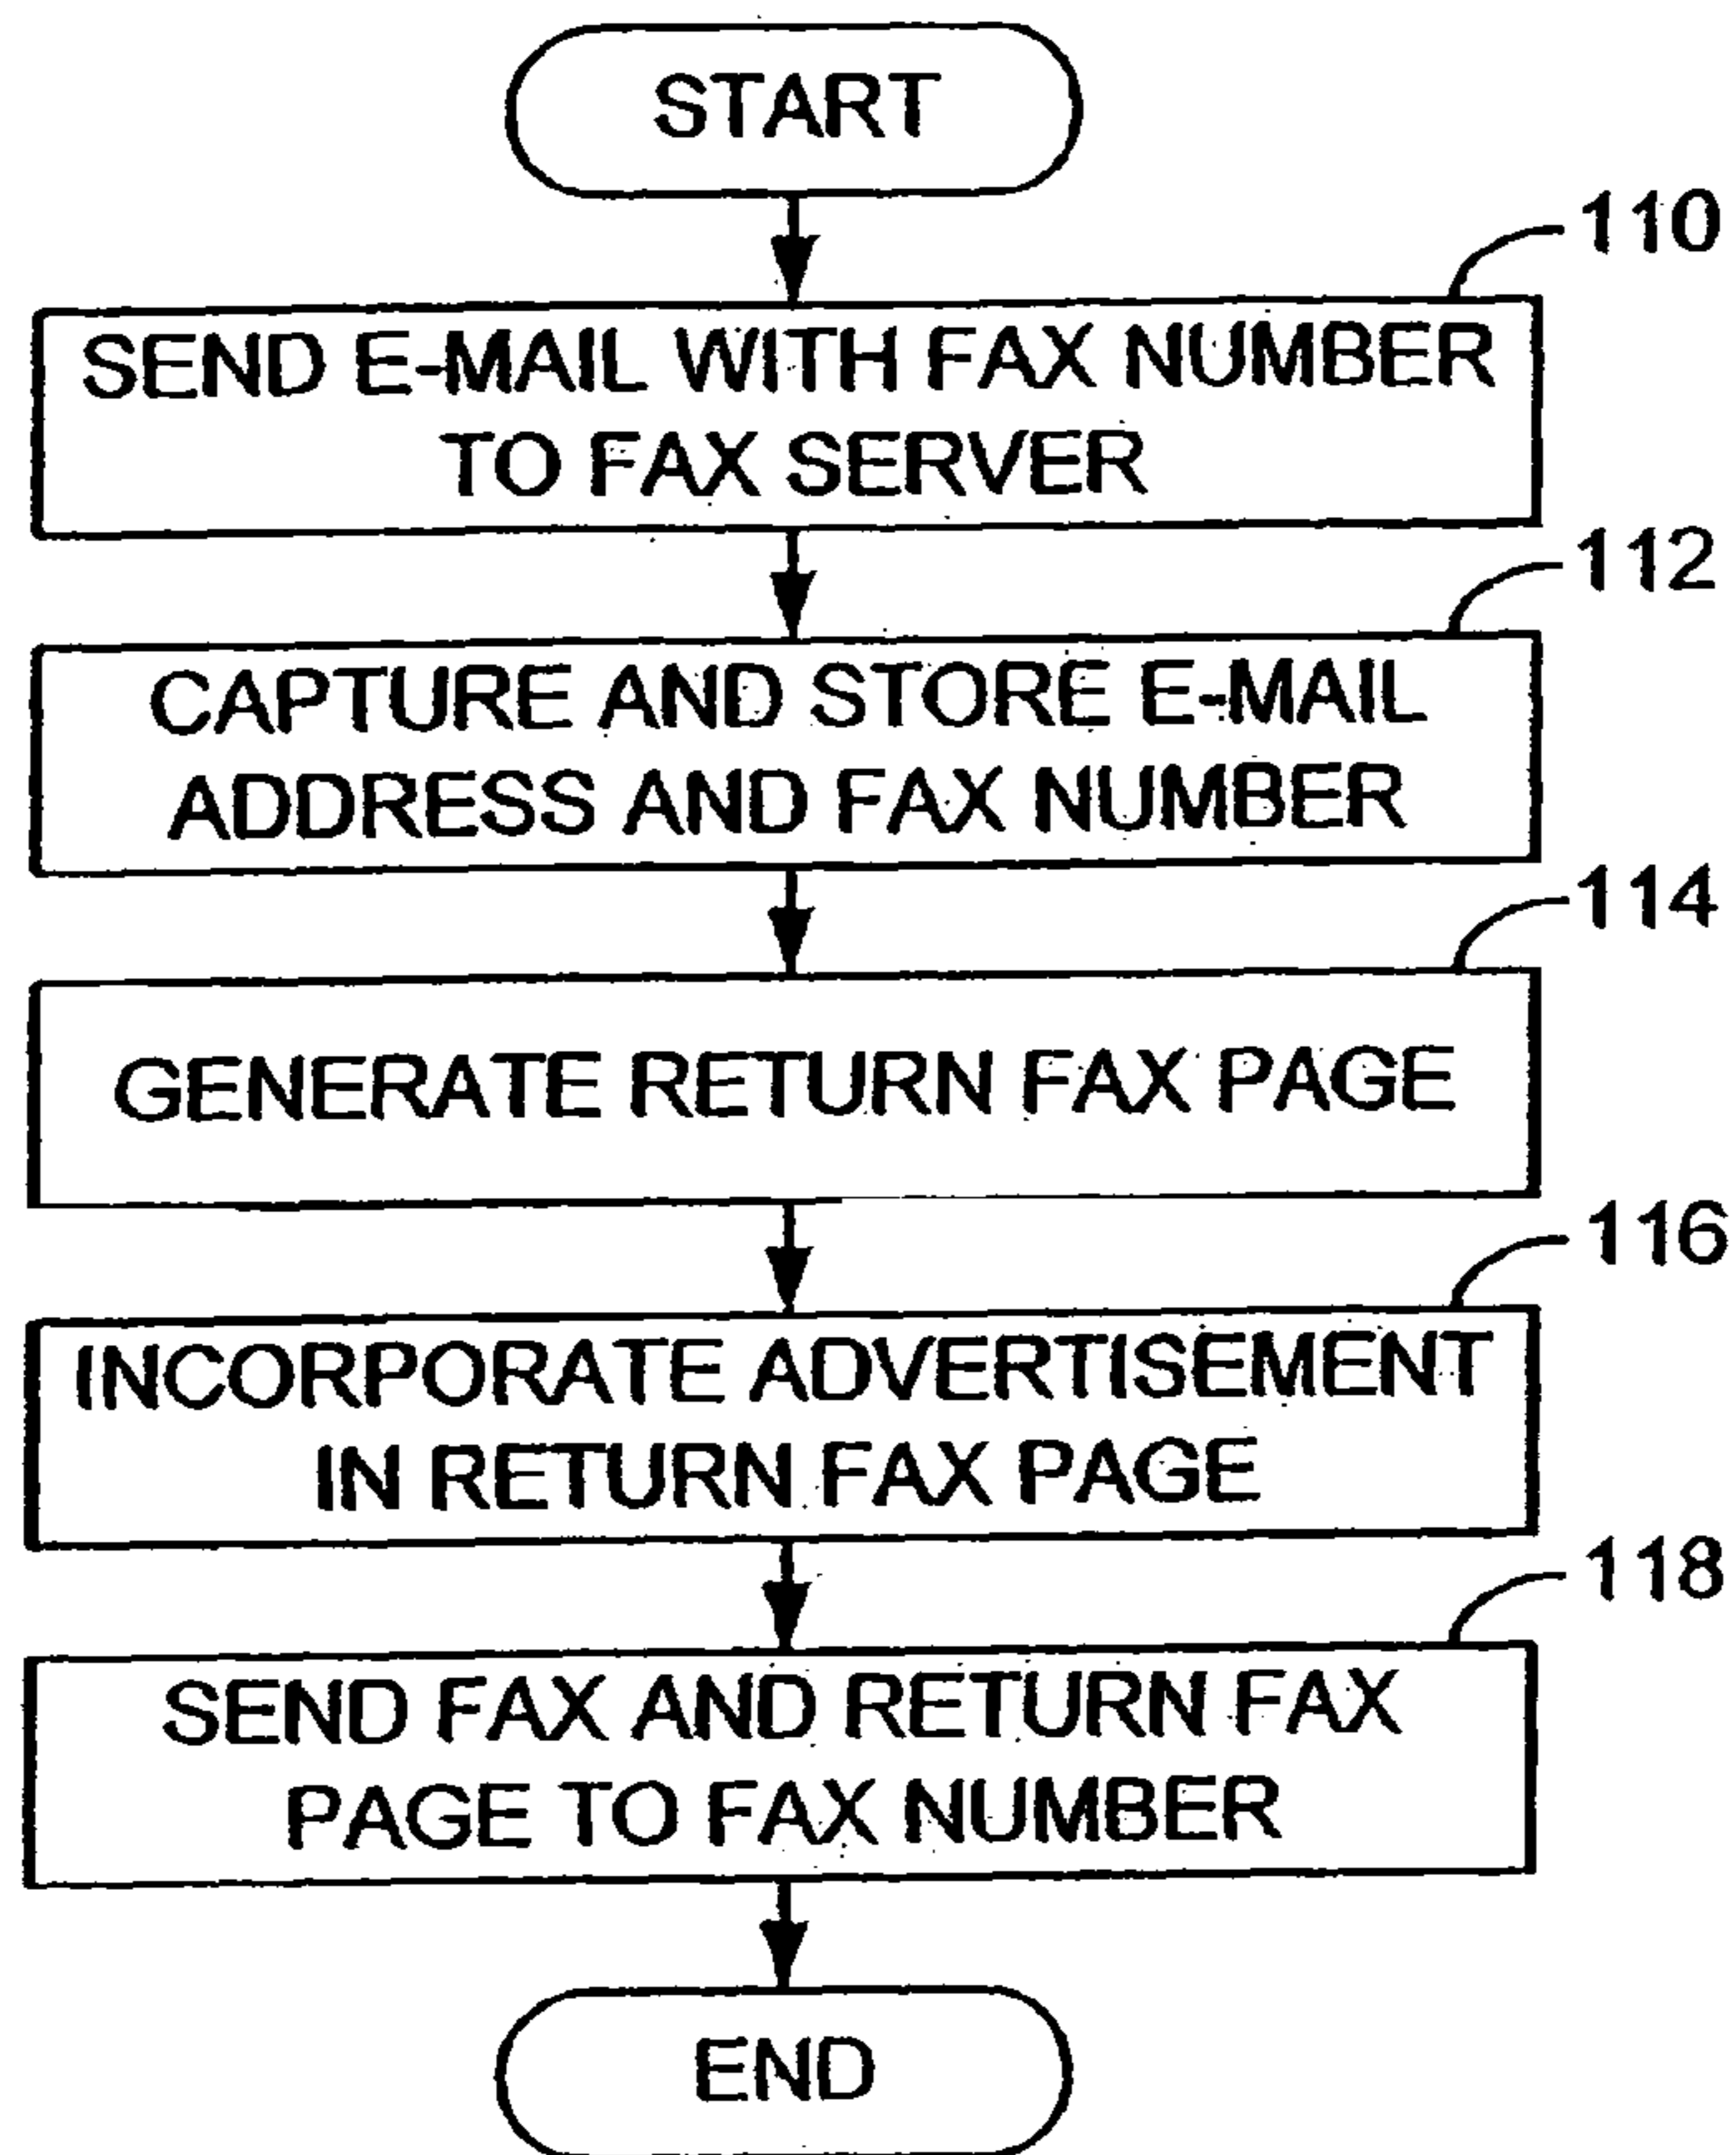 START
110
SEND E-MAIL WITH FAX NUMBER
TO FAX SERVER
112
CAPTURE AND STORE E-MAIL
ADDRESS AND FAX NUMBER
114
GENERATE RETURN FAX PAGE
116
INCORPORATE ADVERTISEMENT
IN RETURN FAX PAGE
118
SEND FAX AND RETURN FAX
PAGE TO FAX NUMBER
END